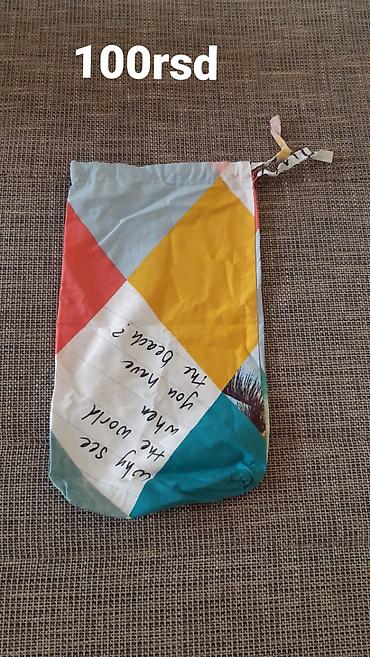 100rsd
why see
the world
when
you have
the beach?